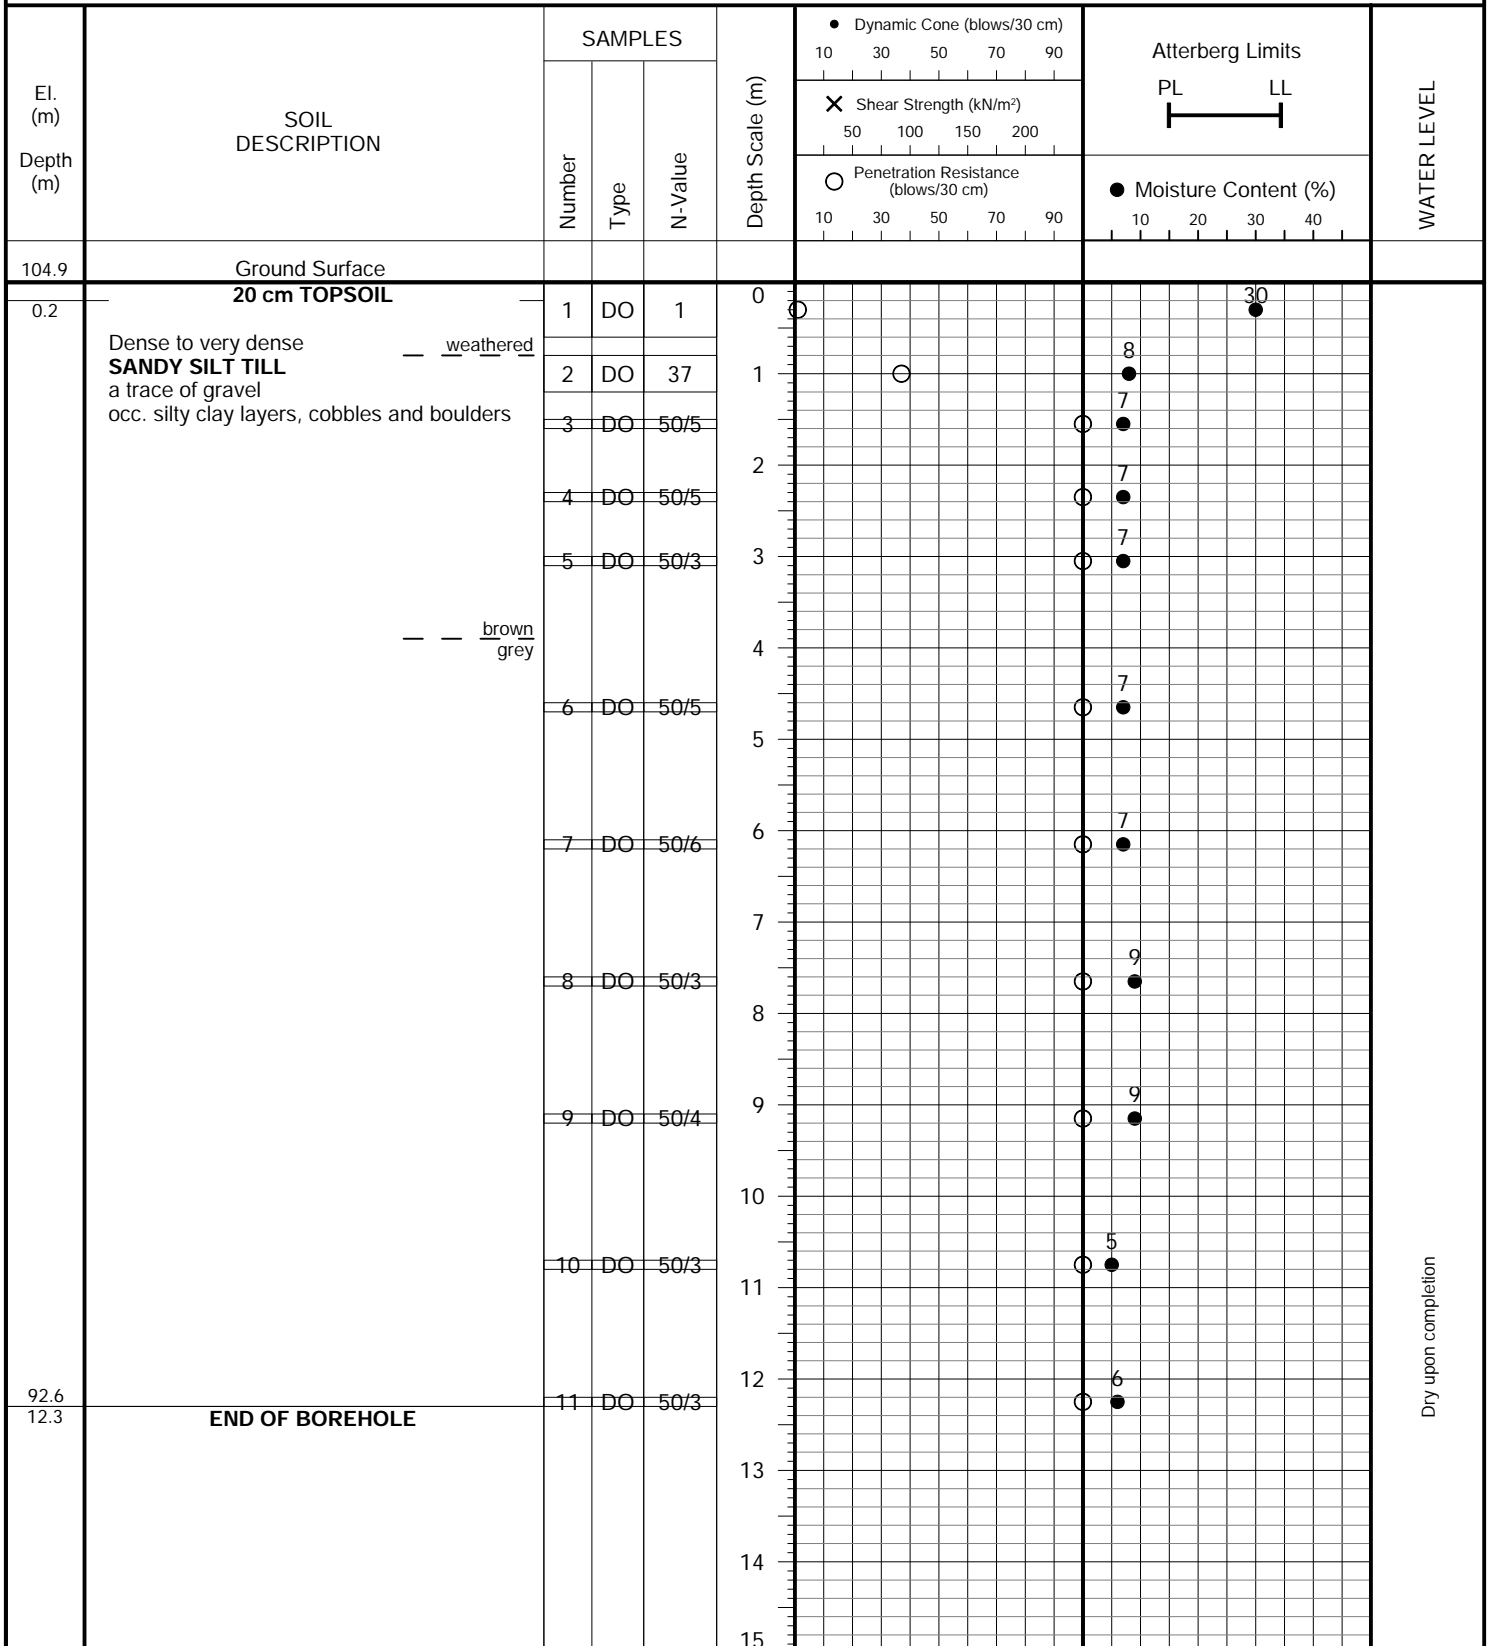 El.
(m)
Depth
(m)
SOIL
DESCRIPTION
SAMPLES
Number
Type
N-Value
Depth Scale (m)
● Dynamic Cone (blows/30 cm)
10 30 50 70 90
✕ Shear Strength (kN/m²)
50 100 150 200
○ Penetration Resistance
(blows/30 cm)
10 30 50 70 90
Atterberg Limits
PL LL
● Moisture Content (%)
10 20 30 40
WATER LEVEL
104.9 Ground Surface
20 cm TOPSOIL 0 30
0.2 1 DO 1
Dense to very dense weathered 8
SANDY SILT TILL 2 DO 37 1
a trace of gravel 7
occ. silty clay layers, cobbles and boulders 3 DO 50/5
2
7
4 DO 50/5
7
3
5 DO 50/3
brown
grey 4
7
6 DO 50/5
5
7
6
7 DO 50/6
7
9
8 DO 50/3
8
9
9
9 DO 50/4
10
5
10 DO 50/3
11
12 6
92.6 11 DO 50/3
12.3 END OF BOREHOLE
Dry upon completion
13
14
15